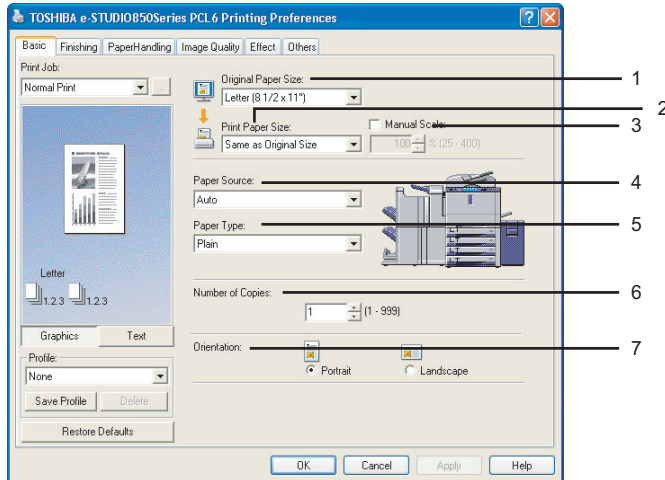 TOSHIBA e-STUDIO850Series PCL6 Printing Preferences
Basic Finishing PaperHandling Image Quality Effect Others
Print Job:
Normal Print
...
Letter
1.2.3 1.2.3
Graphics Text
Profile:
None
Save Profile Delete
Restore Defaults
Original Paper Size: 1
Letter (8 1/2 x 11")
2
Print Paper Size: Manual Scale: 3
Same as Original Size 100 % (25 - 400)
Paper Source: 4
Auto
Paper Type: 5
Plain
Number of Copies: 6
1 (1 - 999)
Orientation: 7
Portrait Landscape
OK Cancel Apply Help